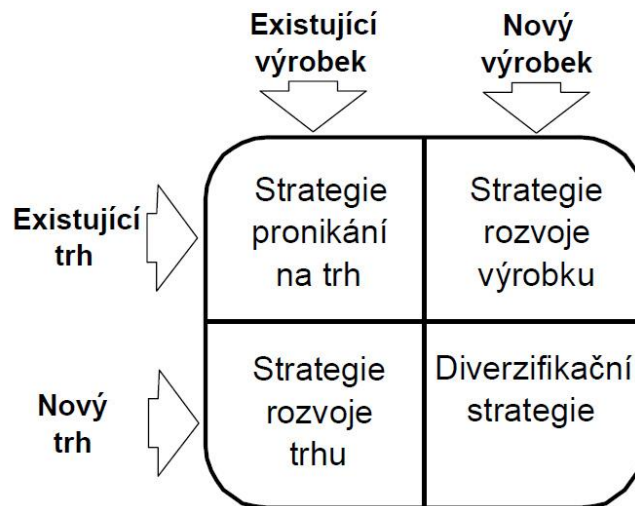 Existující
výrobek
Nový
výrobek
Existující
trh
Strategie
pronikání
na trh
Strategie
rozvoje
výrobku
Nový
trh
Strategie
rozvoje
trhu
Diverzifikační
strategie